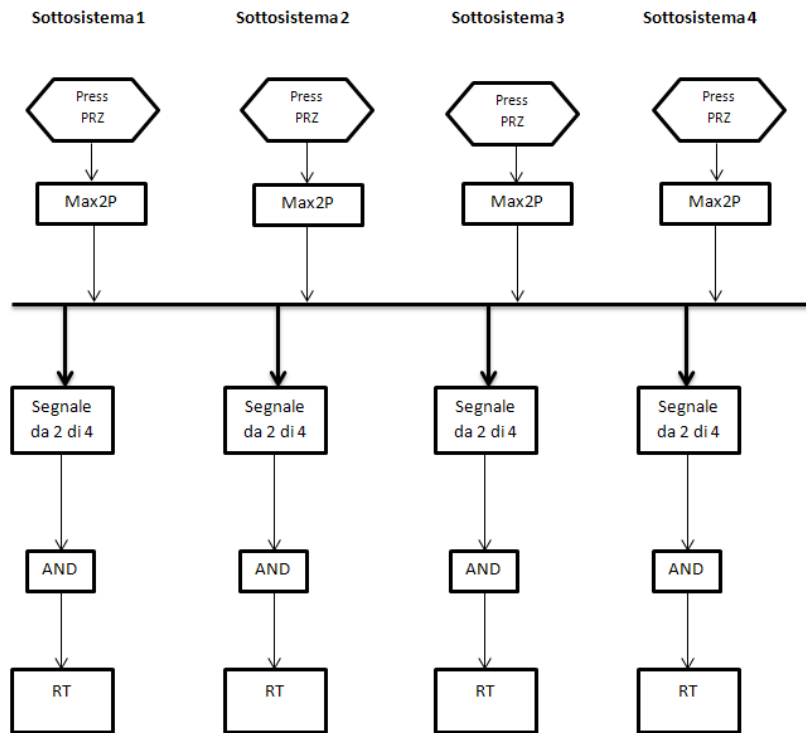 Sottosistema 1
Sottosistema 2
Sottosistema 3
Sottosistema 4
Press
PRZ
Press
PRZ
Press
PRZ
Press
PRZ
Max2P
Max2P
Max2P
Max2P
Segnale
da 2 di 4
Segnale
da 2 di 4
Segnale
da 2 di 4
Segnale
da 2 di 4
AND
AND
AND
AND
RT
RT
RT
RT